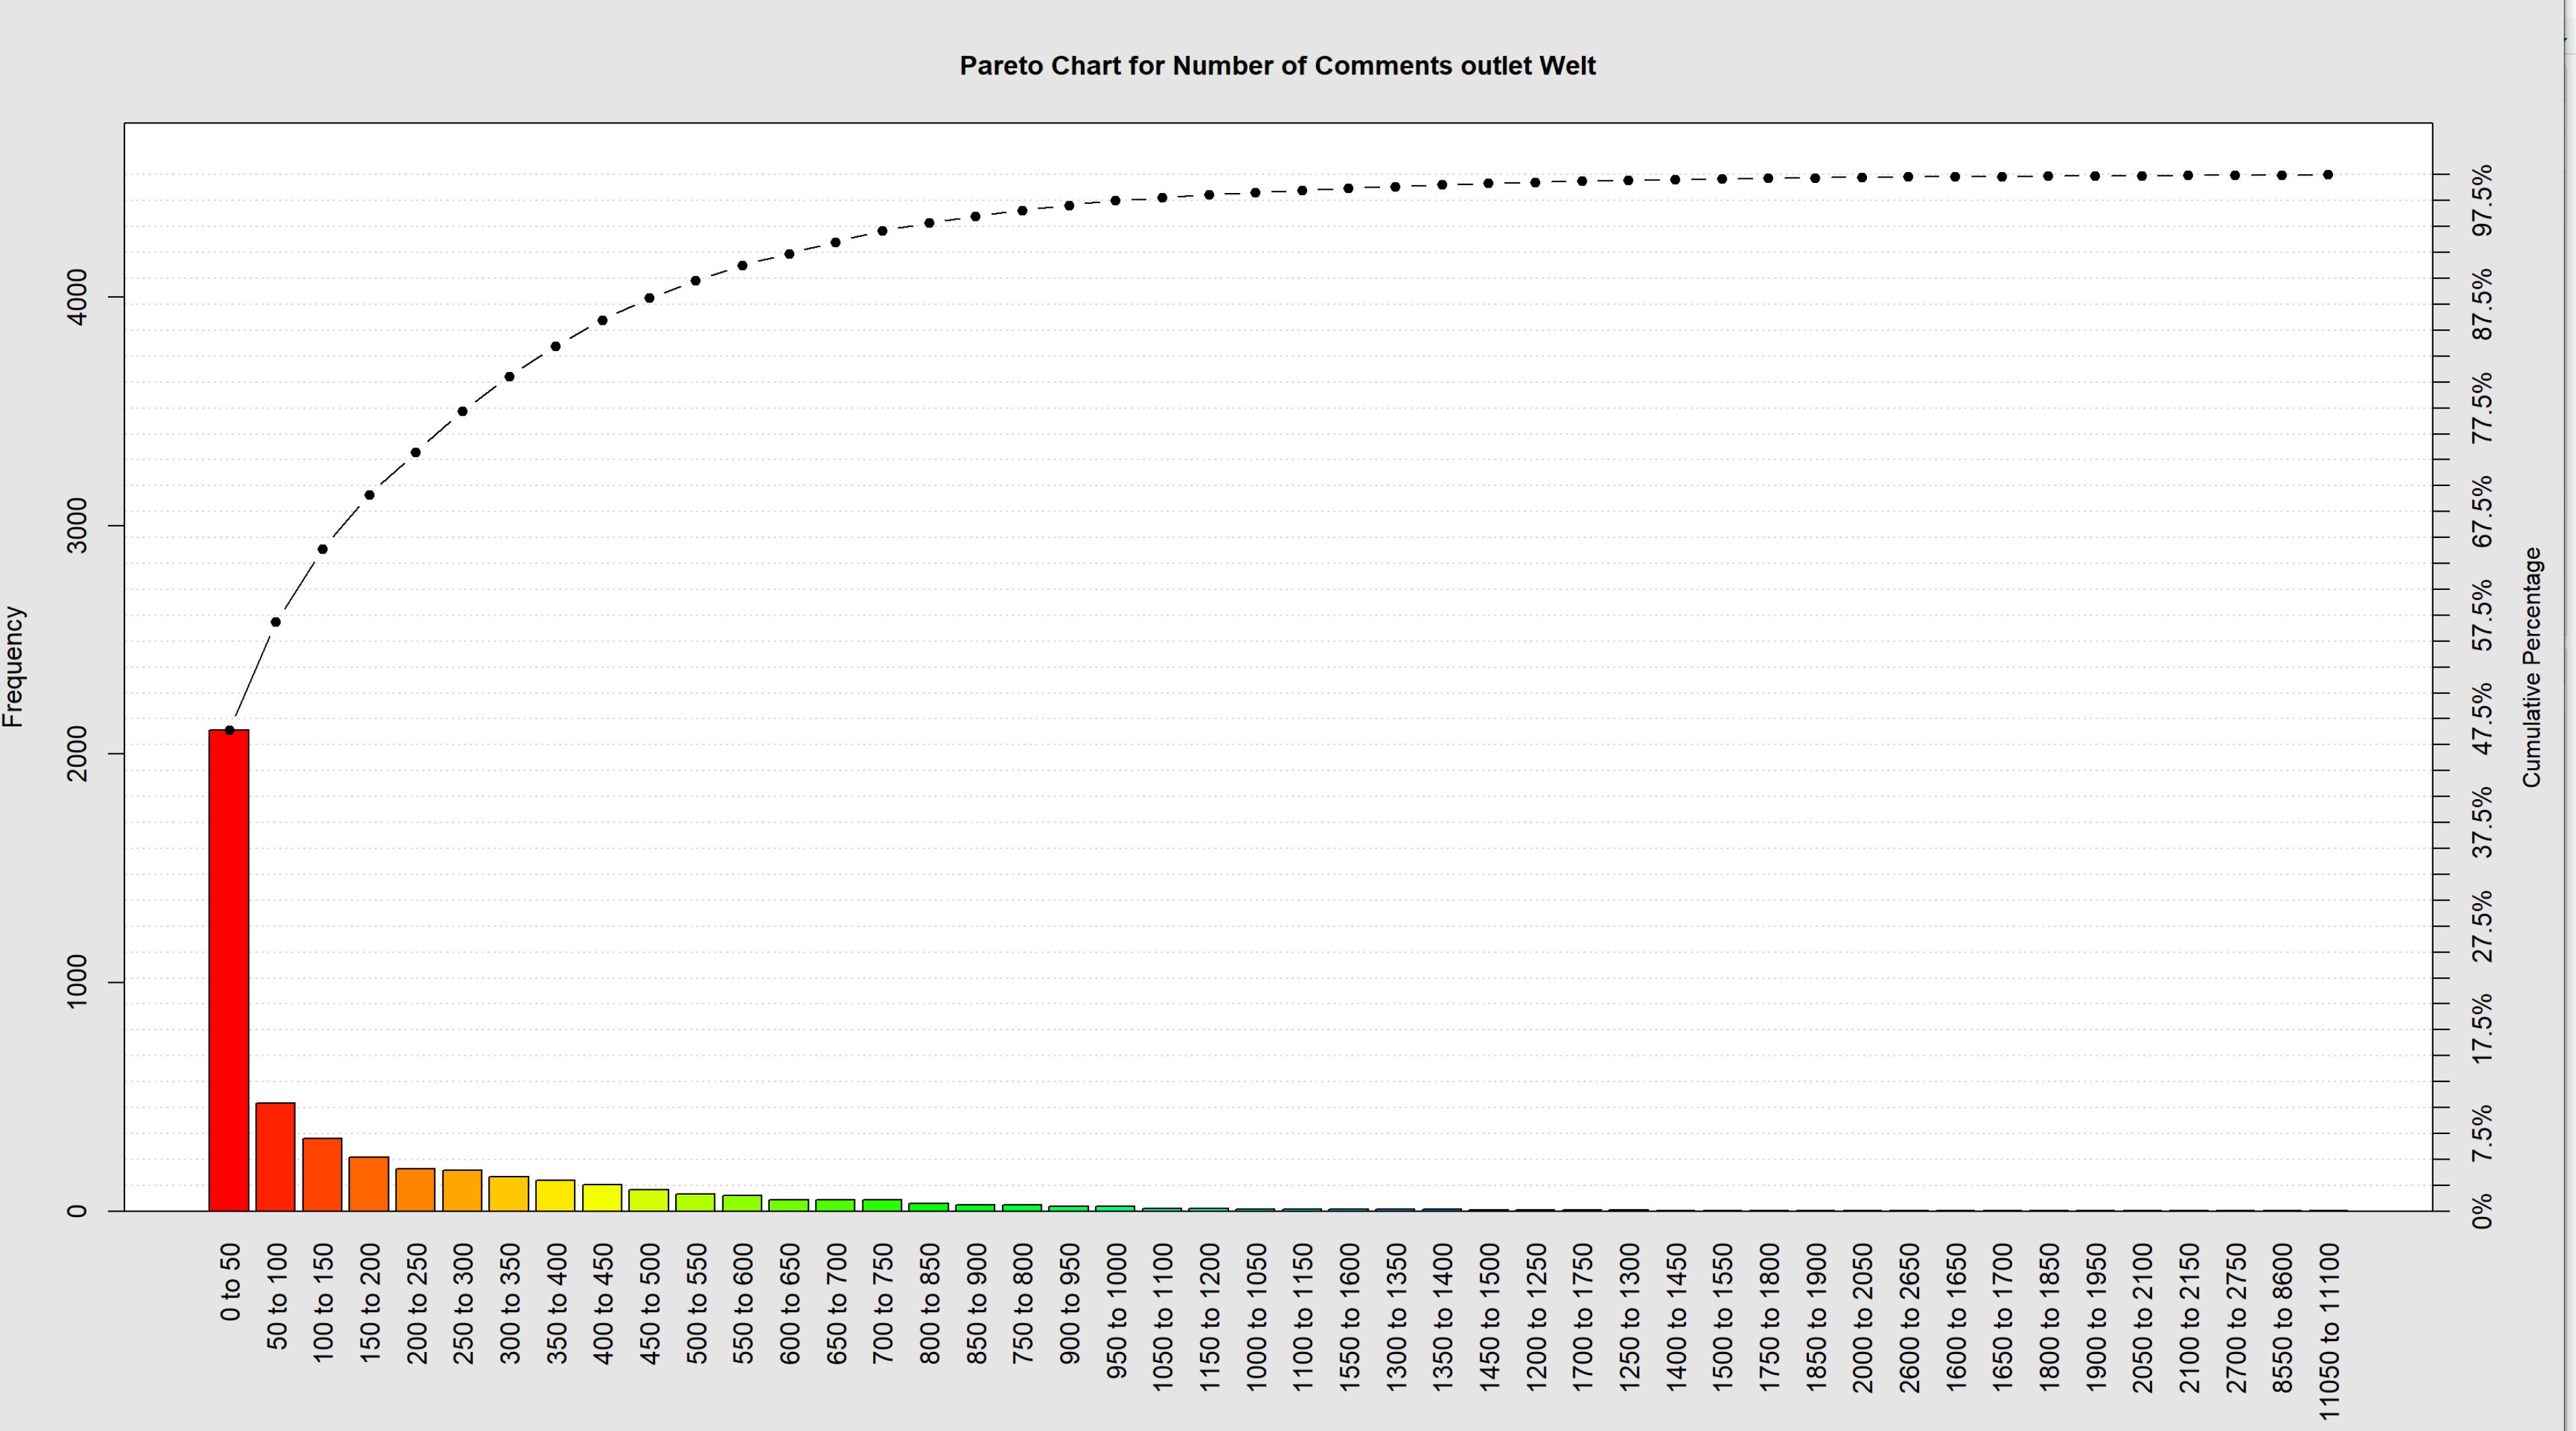 Pareto Chart for Number of Comments outlet Welt
Frequency
4000
3000
2000
1000
0
97.5%
87.5%
77.5%
67.5%
57.5%
47.5%
37.5%
27.5%
17.5%
7.5%
0%
Cumulative Percentage
0 to 50
50 to 100
100 to 150
150 to 200
200 to 250
250 to 300
300 to 350
350 to 400
400 to 450
450 to 500
500 to 550
550 to 600
600 to 650
650 to 700
700 to 750
800 to 850
850 to 900
750 to 800
900 to 950
950 to 1000
1050 to 1100
1150 to 1200
1000 to 1050
1100 to 1150
1550 to 1600
1300 to 1350
1350 to 1400
1450 to 1500
1200 to 1250
1700 to 1750
1250 to 1300
1400 to 1450
1500 to 1550
1750 to 1800
1850 to 1900
2000 to 2050
2600 to 2650
1600 to 1650
1650 to 1700
1800 to 1850
1900 to 1950
2050 to 2100
2100 to 2150
2700 to 2750
8550 to 8600
11050 to 11100